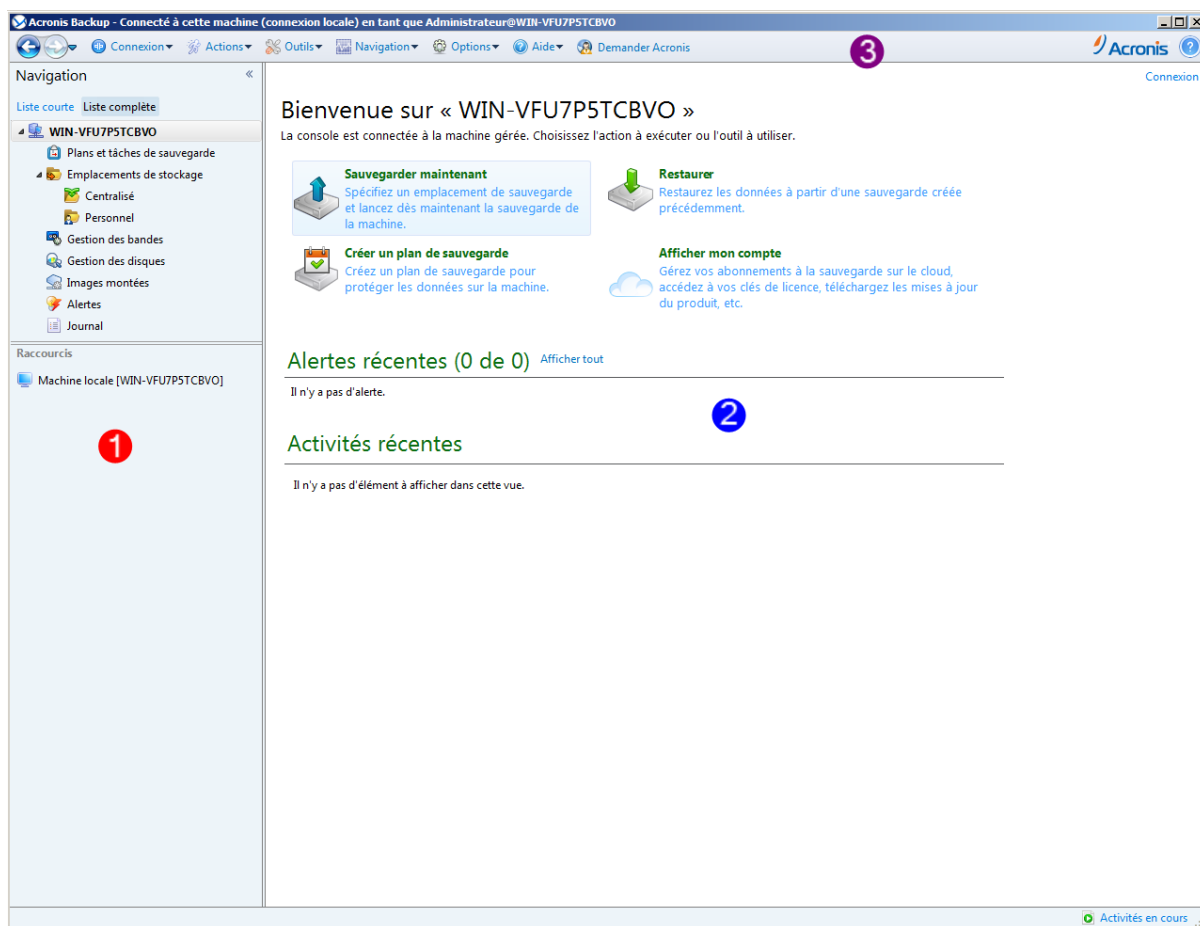 Acronis Backup - Connecté à cette machine (connexion locale) en tant que Administrateur@WIN-VFU7P5TCBVO
Connexion Actions Outils Navigation Options Aide Demander Acronis
3
Acronis
?
Navigation «
Connexion
Liste courte Liste complète
WIN-VFU7P5TCBVO
Plans et tâches de sauvegarde
Emplacements de stockage
Centralisé
Personnel
Gestion des bandes
Gestion des disques
Images montées
Alertes
Journal
Raccourcis
Machine locale [WIN-VFU7P5TCBVO]
1
Bienvenue sur « WIN-VFU7P5TCBVO »
La console est connectée à la machine gérée. Choisissez l'action à exécuter ou l'outil à utiliser.
Sauvegarder maintenant
Spécifiez un emplacement de sauvegarde
et lancez dès maintenant la sauvegarde de
la machine.
Restaurer
Restaurez les données à partir d'une sauvegarde créée
précédemment.
Créer un plan de sauvegarde
Créez un plan de sauvegarde pour
protéger les données sur la machine.
Afficher mon compte
Gérez vos abonnements à la sauvegarde sur le cloud,
accédez à vos clés de licence, téléchargez les mises à jour
du produit, etc.
Alertes récentes (0 de 0) Afficher tout
Il n'y a pas d'alerte.
2
Activités récentes
Il n'y a pas d'élément à afficher dans cette vue.
Activités en cours